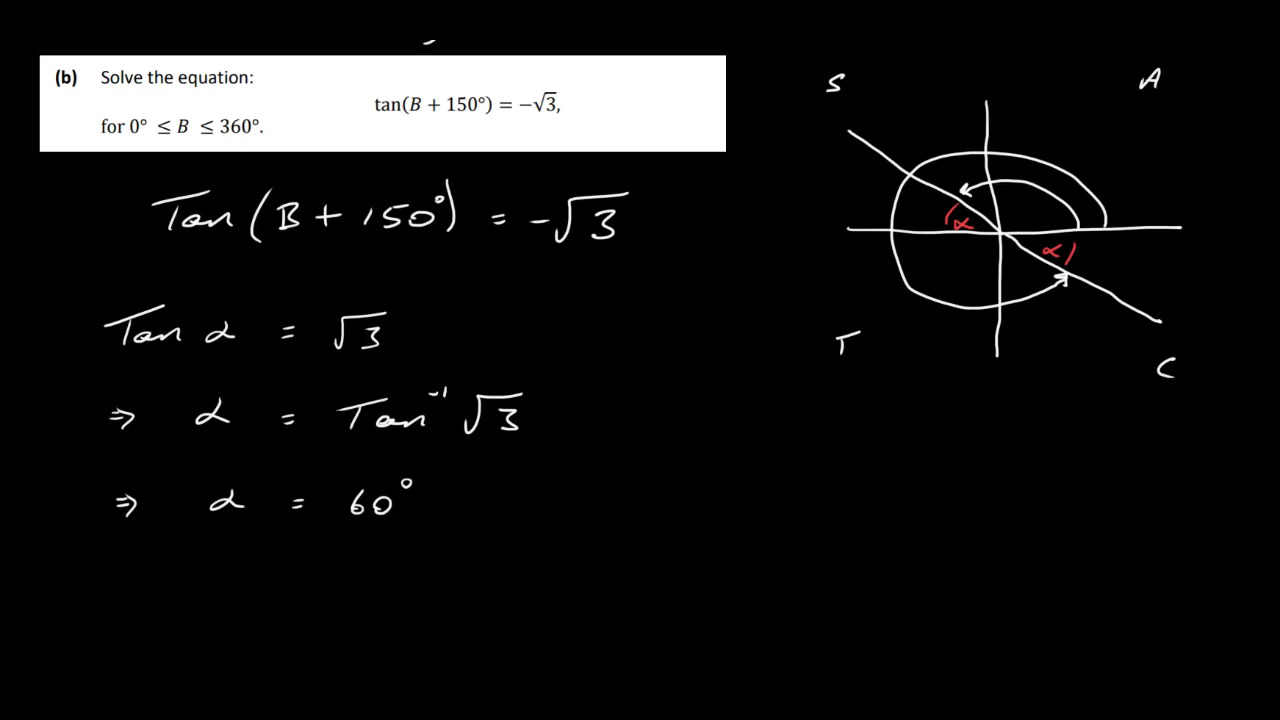 (b) Solve the equation:
tan(B + 150°) = −√3,
for 0° ≤ B ≤ 360°.
Tan (B + 150°) = -√3
Tan α = √3
⇒ α = Tan⁻¹ √3
⇒ α = 60°
S
A
α
α
T
C